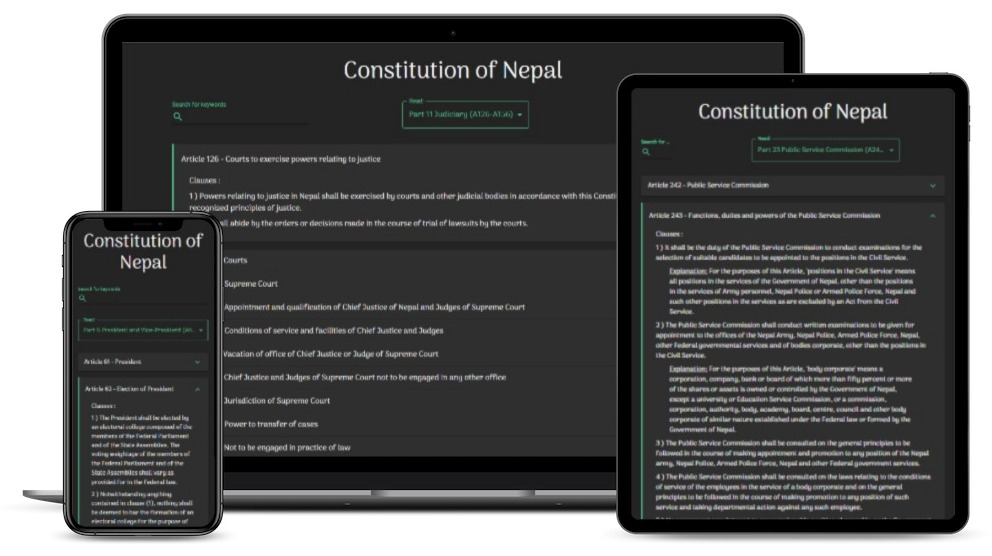 Constitution of Nepal
Search for keywords
Read
Part 11 Judiciary (A126-A156)
Article 126 - Courts to exercise powers relating to justice
Clauses :
1 ) Powers relating to justice in Nepal shall be exercised by courts and other judicial bodies in accordance with this Consti
recognized principles of justice.
all abide by the orders or decisions made in the course of trial of lawsuits by the courts.
Courts
Supreme Court
Appointment and qualification of Chief Justice of Nepal and Judges of Supreme Court
Conditions of service and facilities of Chief Justice and Judges
Vacation of office of Chief Justice or Judge of Supreme Court
Chief Justice and Judges of Supreme Court not to be engaged in any other office
Jurisdiction of Supreme Court
Power to transfer of cases
Not to be engaged in practice of law
Constitution of
Nepal
Search for keywords
Read
Part 6 President and Vice-President (A6...
Article 61 - President
Article 62 - Election of President
Clauses :
1 ) The President shall be elected by
an electoral college composed of the
members of the Federal Parliament
and of the State Assemblies. The
voting weightage of the members of
the Federal Parliament and of the
State Assemblies shall vary as
provided for in the Federal law.
2 ) Notwithstanding anything
contained in clause (1), nothing shall
be deemed to bar the formation of an
electoral college for the purpose of
Constitution of Nepal
Search for ...
Read
Part 23 Public Service Commission (A24...
Article 242 - Public Service Commission
Article 243 - Functions, duties and powers of the Public Service Commission
Clauses :
1 ) It shall be the duty of the Public Service Commission to conduct examinations for the
selection of suitable candidates to be appointed to the positions in the Civil Service.
Explanation: For the purposes of this Article, 'positions in the Civil Service' means
all positions in the services of the Government of Nepal, other than the positions
in the services of Army personnel, Nepal Police or Armed Police Force, Nepal and
such other positions in the services as are excluded by an Act from the Civil
Service.
2 ) The Public Service Commission shall conduct written examinations to be given for
appointment to the offices of the Nepal Army, Nepal Police, Armed Police Force, Nepal,
other Federal governmental services and of bodies corporate, other than the positions in
the Civil Service.
Explanation: For the purposes of this Article, 'body corporate' means a
corporation, company, bank or board of which more than fifty percent or more
of the shares or assets is owned or controlled by the Government of Nepal,
except a university or Education Service Commission, or a commission,
corporation, authority, body, academy, board, centre, council and other body
corporate of similar nature established under the Federal law or formed by the
Government of Nepal.
3 ) The Public Service Commission shall be consulted on the general principles to be
followed in the course of making appointment and promotion to any position of the Nepal
army, Nepal Police, Armed Police Force, Nepal and other Federal government services.
4 ) The Public Service Commission shall be consulted on the laws relating to the conditions
of service of the employees in the service of a body corporate and on the general
principles to be followed in the course of making promotion to any position of such
service and taking departmental action against any such employee.